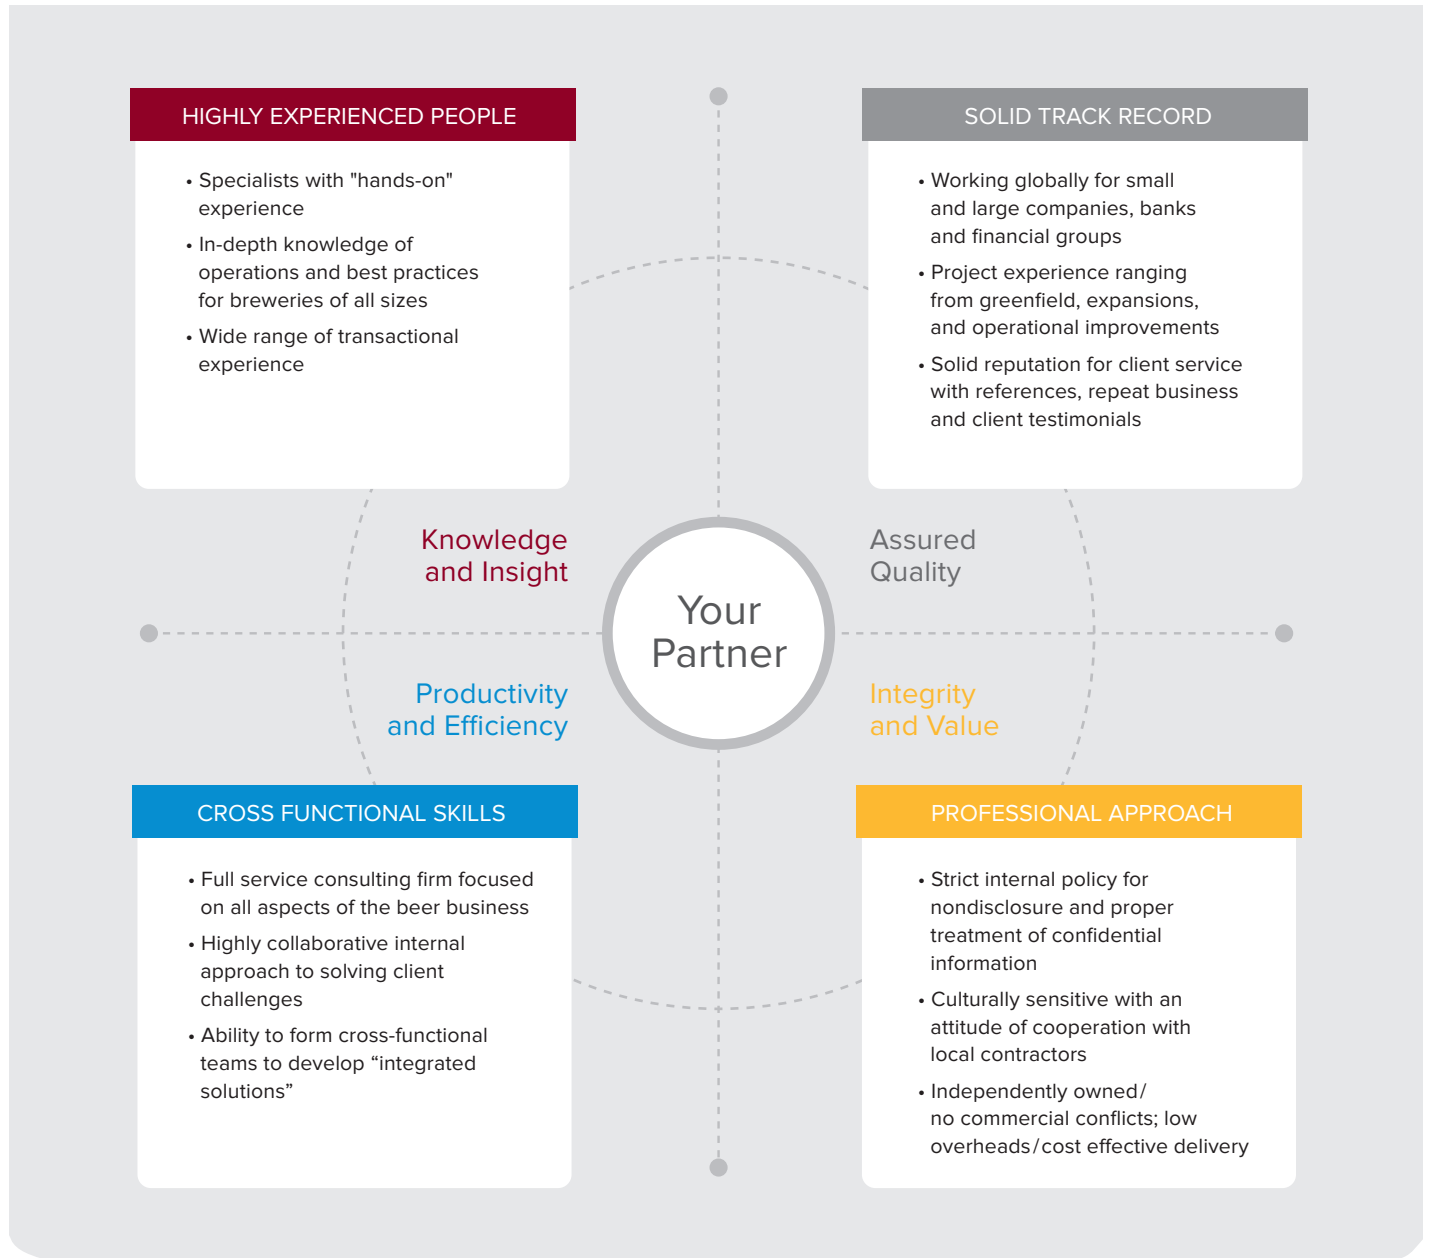 HIGHLY EXPERIENCED PEOPLE
• Specialists with "hands-on"
experience
• In-depth knowledge of
operations and best practices
for breweries of all sizes
• Wide range of transactional
experience
SOLID TRACK RECORD
• Working globally for small
and large companies, banks
and financial groups
• Project experience ranging
from greenfield, expansions,
and operational improvements
• Solid reputation for client service
with references, repeat business
and client testimonials
Knowledge
and Insight
Assured
Quality
Your
Partner
Productivity
and Efficiency
Integrity
and Value
CROSS FUNCTIONAL SKILLS
• Full service consulting firm focused
on all aspects of the beer business
• Highly collaborative internal
approach to solving client
challenges
• Ability to form cross-functional
teams to develop “integrated
solutions”
PROFESSIONAL APPROACH
• Strict internal policy for
nondisclosure and proper
treatment of confidential
information
• Culturally sensitive with an
attitude of cooperation with
local contractors
• Independently owned/
no commercial conflicts; low
overheads/cost effective delivery